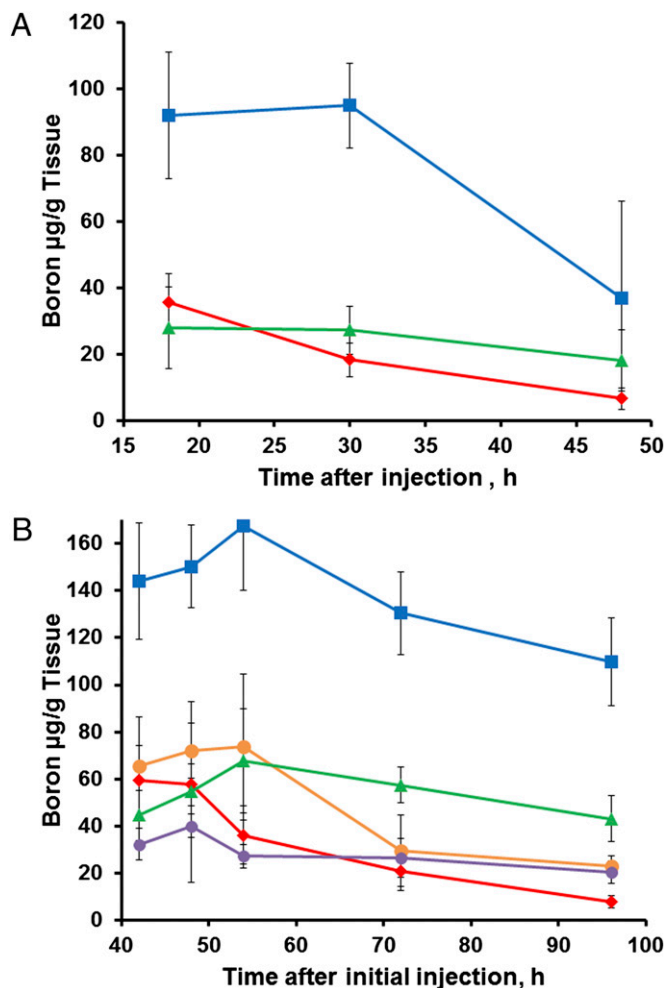 A
120
100
80
60
40
20
0
Boron µg/g Tissue
15 20 25 30 35 40 45 50
Time after injection , h
B
160
140
120
100
80
60
40
20
0
Boron µg/g Tissue
40 50 60 70 80 90 100
Time after initial injection, h